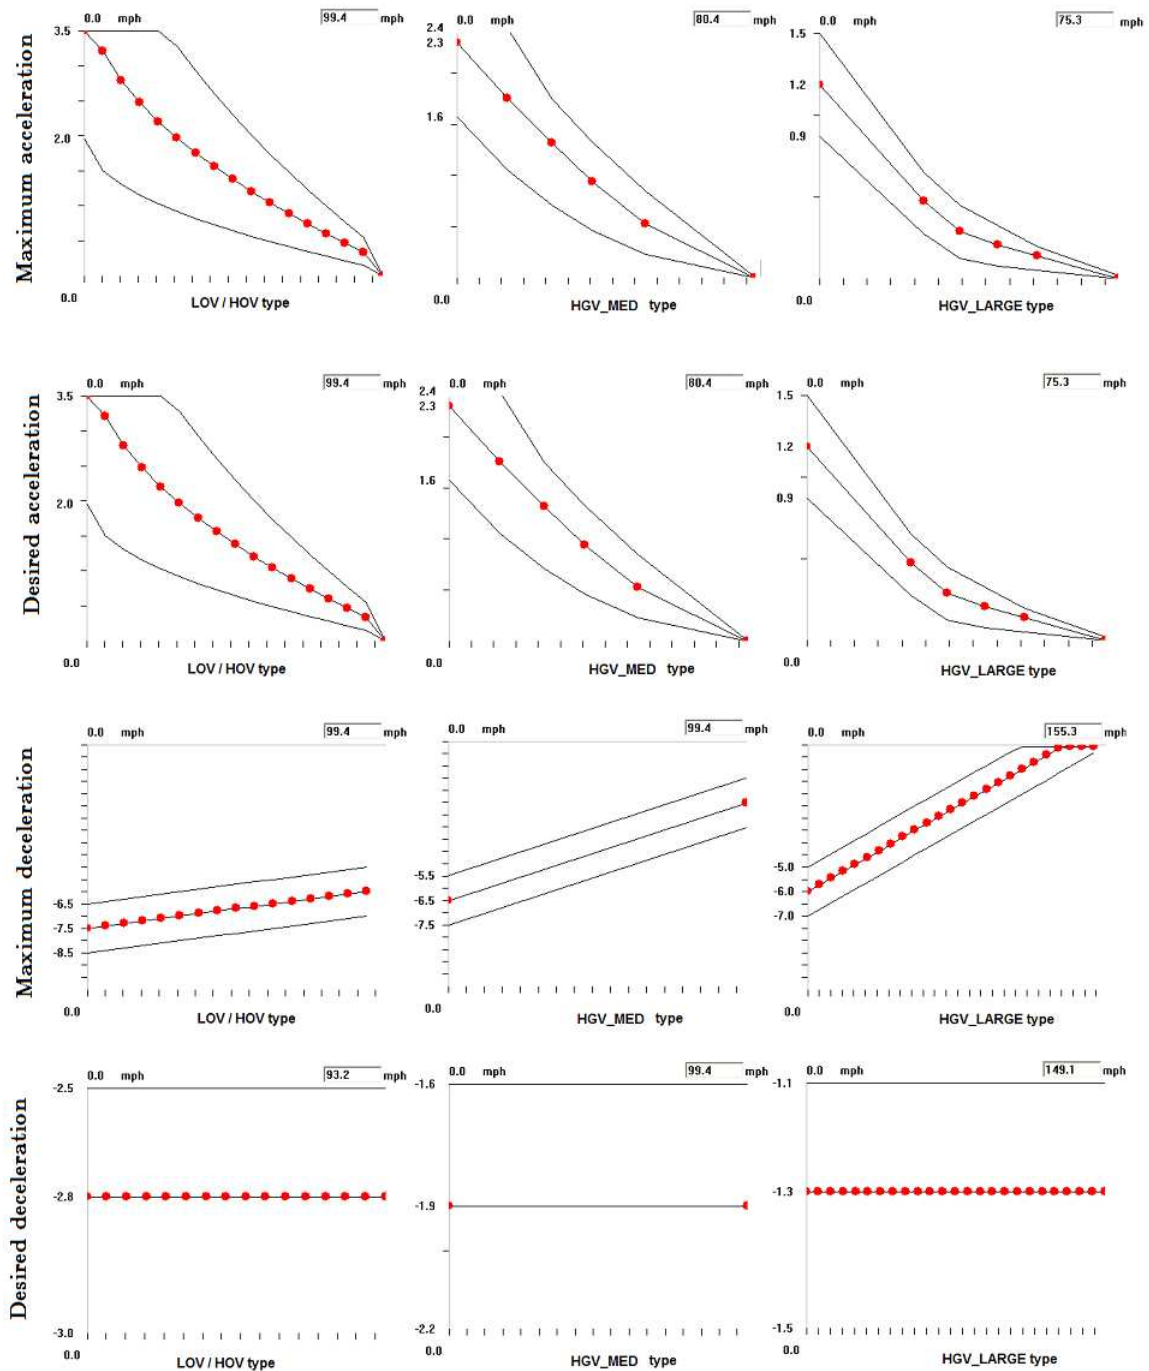 Maximum acceleration
0.0 mph 99.4 mph
3.5
2.0
0.0
LOV / HOV type
0.0 mph 80.4 mph
2.4
2.3
1.6
0.0
HGV_MED type
0.0 mph 75.3 mph
1.5
1.2
0.9
0.0
HGV_LARGE type
Desired acceleration
0.0 mph 99.4 mph
3.5
2.0
0.0
LOV / HOV type
0.0 mph 80.4 mph
2.4
2.3
1.6
0.0
HGV_MED type
0.0 mph 75.3 mph
1.5
1.2
0.9
0.0
HGV_LARGE type
Maximum deceleration
0.0 mph 99.4 mph
-6.5
-7.5
-8.5
0.0
LOV / HOV type
0.0 mph 99.4 mph
-5.5
-6.5
-7.5
0.0
HGV_MED type
0.0 mph 155.3 mph
-5.0
-6.0
-7.0
0.0
HGV_LARGE type
Desired deceleration
0.0 mph 93.2 mph
-2.5
-2.8
-3.0
0.0
LOV / HOV type
0.0 mph 99.4 mph
-1.6
-1.9
-2.2
0.0
HGV_MED type
0.0 mph 149.1 mph
-1.1
-1.3
-1.5
0.0
HGV_LARGE type